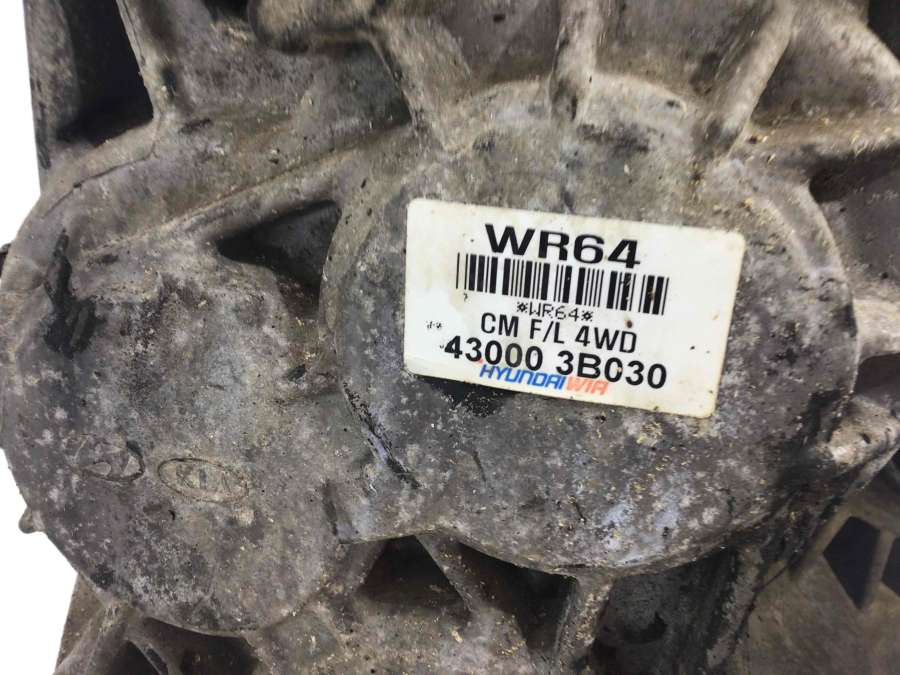 WR64
*WR64*
CM F/L 4WD
43000 3B030
HYUNDAI WIA
KIA